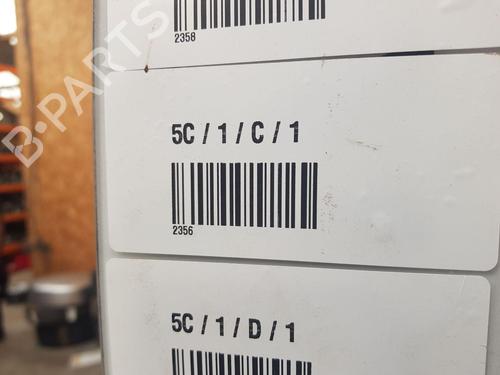 2358
B-PARTS
5C / 1 / C / 1
2356
5C / 1 / D / 1